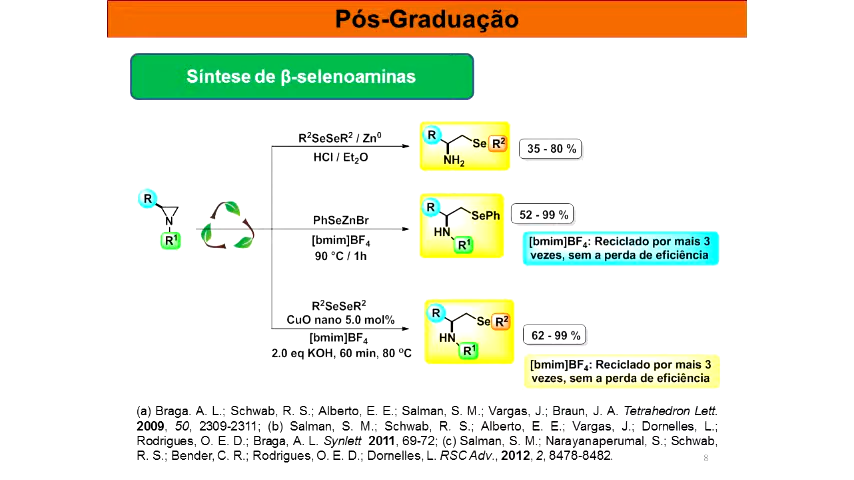 Pós-Graduação
Síntese de β-selenoaminas
R²SeSeR² / Zn⁰
HCl / Et₂O
R
Se R²
NH₂
35 - 80 %
R
N
R¹
PhSeZnBr
[bmim]BF₄
90 °C / 1h
R
SePh
HN
R¹
52 - 99 %
[bmim]BF₄: Reciclado por mais 3
vezes, sem a perda de eficiência
R²SeSeR²
CuO nano 5.0 mol%
[bmim]BF₄
2.0 eq KOH, 60 min, 80 ºC
R
Se R²
HN
R¹
62 - 99 %
[bmim]BF₄: Reciclado por mais 3
vezes, sem a perda de eficiência
(a) Braga. A. L.; Schwab, R. S.; Alberto, E. E.; Salman, S. M.; Vargas, J.; Braun, J. A. Tetrahedron Lett.
2009, 50, 2309-2311; (b) Salman, S. M.; Schwab, R. S.; Alberto, E. E.; Vargas, J.; Dornelles, L.;
Rodrigues, O. E. D.; Braga, A. L. Synlett 2011, 69-72; (c) Salman, S. M.; Narayanaperumal, S.; Schwab,
R. S.; Bender, C. R.; Rodrigues, O. E. D.; Dornelles, L. RSC Adv., 2012, 2, 8478-8482.
8